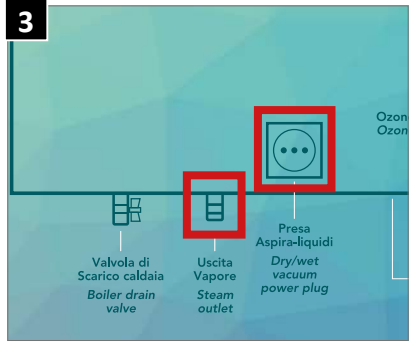 3
Ozon
Ozon
Valvola di
Scarico caldaia
Boiler drain
valve
Uscita
Vapore
Steam
outlet
Presa
Aspira-liquidi
Dry/wet
vacuum
power plug